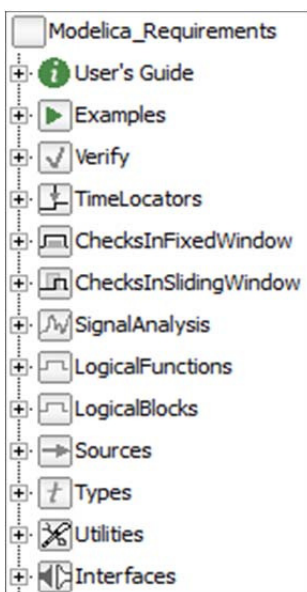 Modelica_Requirements
User's Guide
Examples
Verify
TimeLocators
ChecksInFixedWindow
ChecksInSlidingWindow
SignalAnalysis
LogicalFunctions
LogicalBlocks
Sources
Types
Utilities
Interfaces